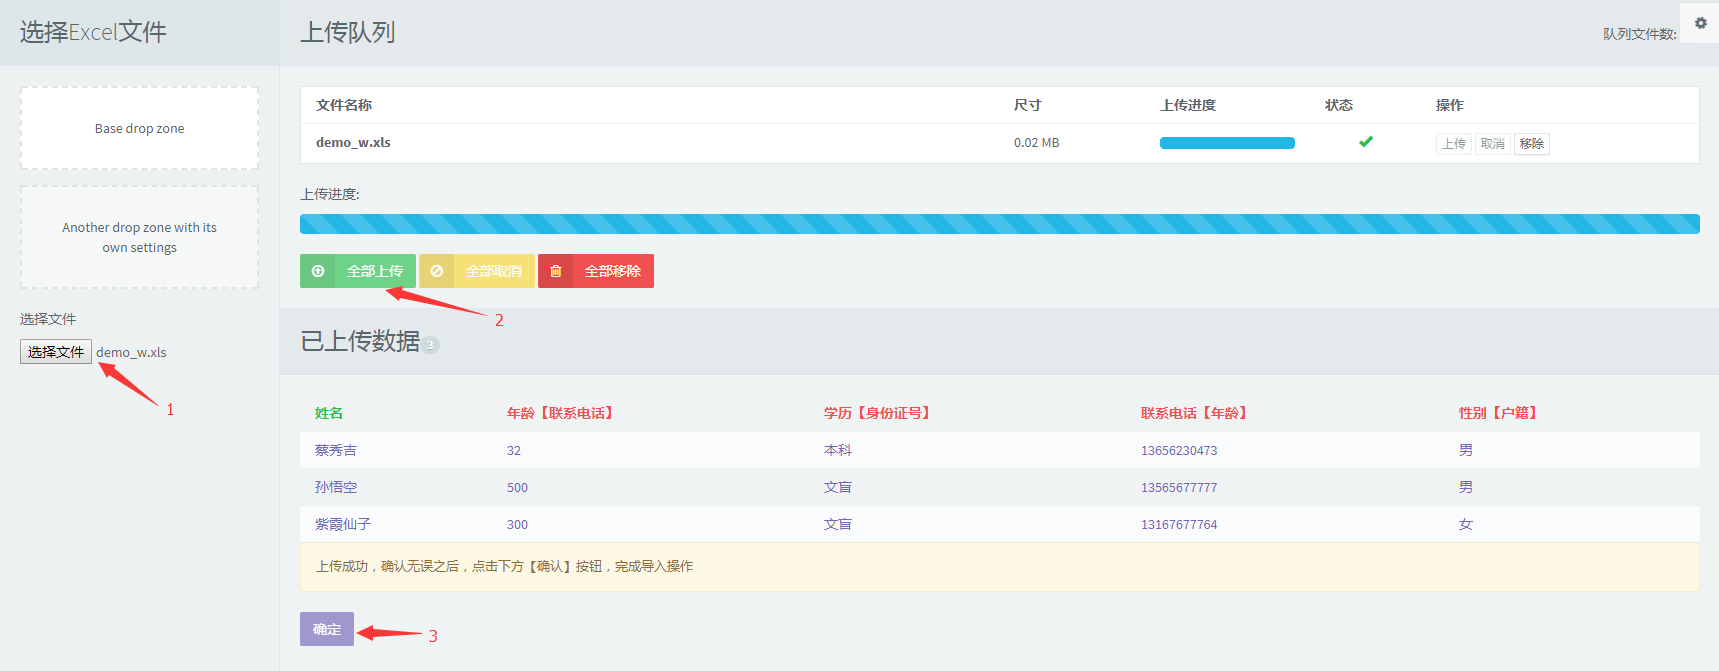 选择Excel文件
上传队列
队列文件数:
Base drop zone
Another drop zone with its
own settings
选择文件
选择文件 demo_w.xls
1
文件名称 尺寸 上传进度 状态 操作
demo_w.xls 0.02 MB 上传 取消 移除
上传进度:
全部上传 全部取消 全部移除
2
已上传数据 3
姓名 年龄【联系电话】 学历【身份证号】 联系电话【年龄】 性别【户籍】
蔡秀吉 32 本科 13656230473 男
孙悟空 500 文盲 13565677777 男
紫霞仙子 300 文盲 13167677764 女
上传成功，确认无误之后，点击下方【确认】按钮，完成导入操作
确定
3